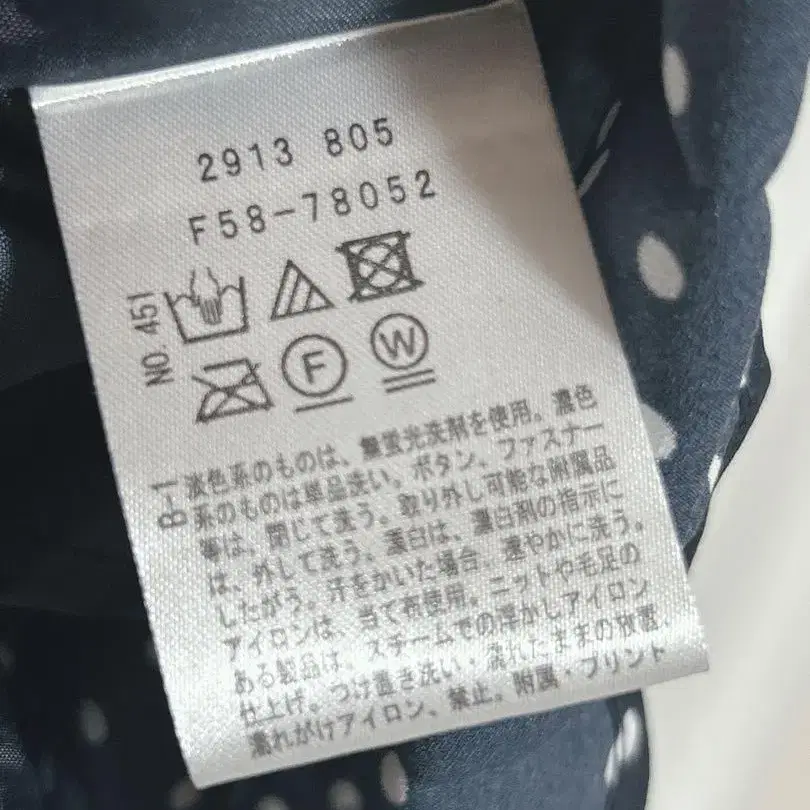 2913 805
F58-78052
NO. 451
F
W
8-1
淡色系のものは、無蛍光洗剤を使用。濃色
系のものは単品洗い。ボタン、ファスナー
等は、閉じて洗う。取り外し可能な附属品
は、外して洗う。漂白は、漂白剤の指示に
したがう。汗をかいた場合、速やかに洗う。
アイロンは、当て布使用。ニットや毛足の
ある製品は、スチームでの浮かしアイロン
仕上げ。つけ置き洗い・濡れたままの放置、
濡れがけアイロン、禁止。附属・プリント